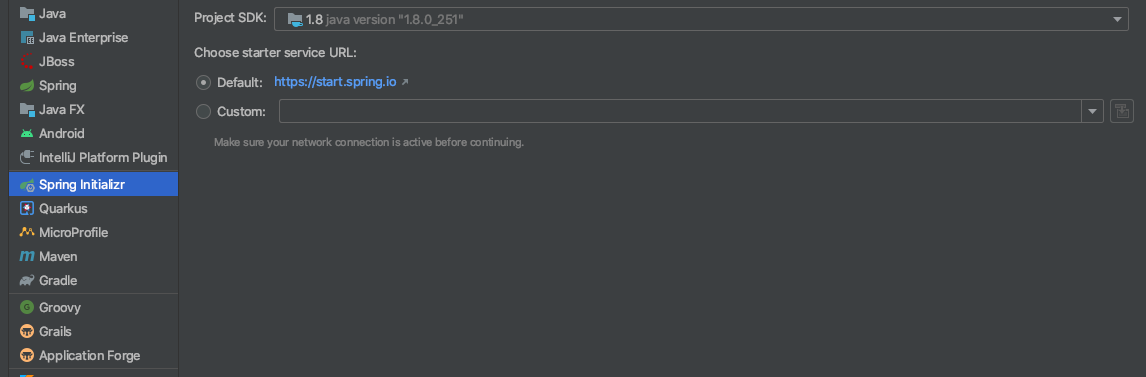 Java
Java Enterprise
JBoss
Spring
Java FX
Android
IntelliJ Platform Plugin
Spring Initializr
Quarkus
MicroProfile
Maven
Gradle
Groovy
Grails
Application Forge
Project SDK: 1.8 java version "1.8.0_251"
Choose starter service URL:
Default: https://start.spring.io ↗
Custom:
Make sure your network connection is active before continuing.